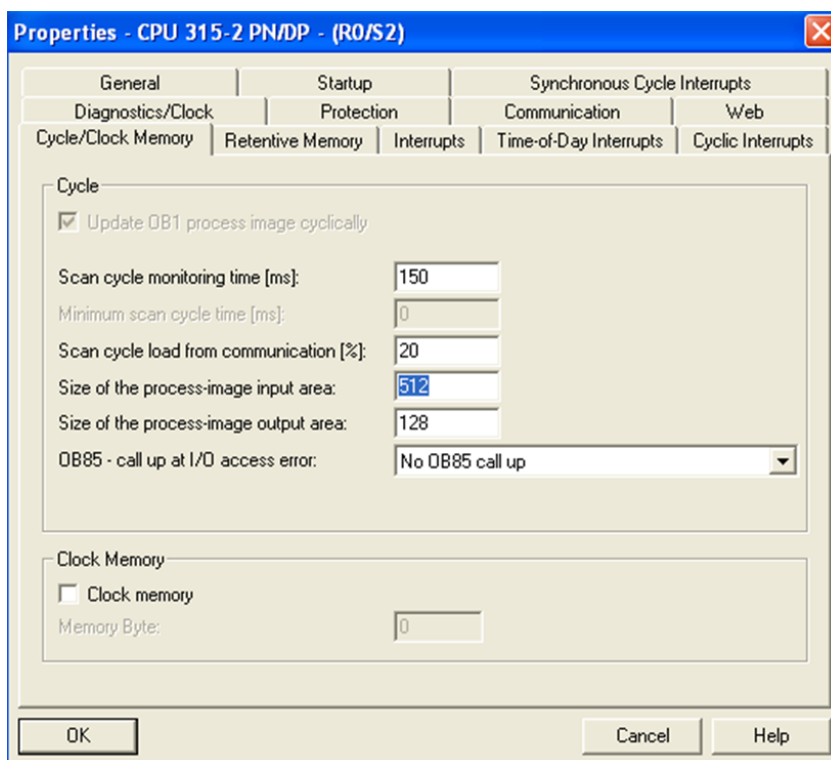 Properties - CPU 315-2 PN/DP - (R0/S2)
General Startup Synchronous Cycle Interrupts
Diagnostics/Clock Protection Communication Web
Cycle/Clock Memory Retentive Memory Interrupts Time-of-Day Interrupts Cyclic Interrupts
Cycle
Update OB1 process image cyclically
Scan cycle monitoring time [ms]: 150
Minimum scan cycle time [ms]: 0
Scan cycle load from communication [%]: 20
Size of the process-image input area: 512
Size of the process-image output area: 128
OB85 - call up at I/O access error: No OB85 call up
Clock Memory
Clock memory
Memory Byte: 0
OK Cancel Help